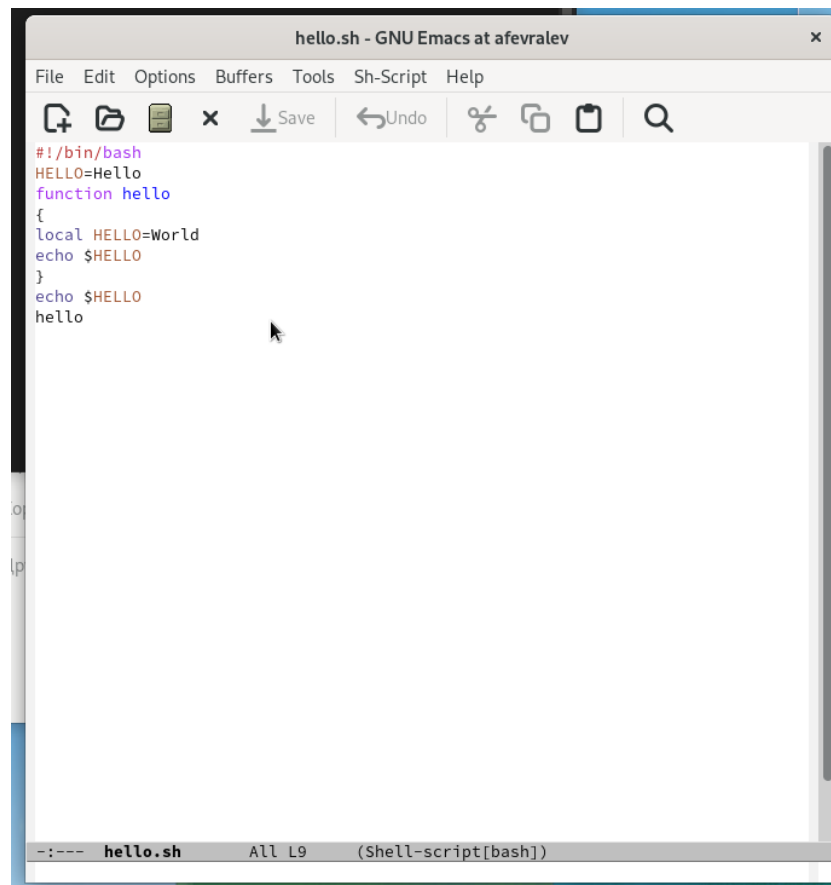 hello.sh - GNU Emacs at afevralev
File Edit Options Buffers Tools Sh-Script Help
Save Undo
#!/bin/bash
HELLO=Hello
function hello
{
local HELLO=World
echo $HELLO
}
echo $HELLO
hello
-:--- hello.sh All L9 (Shell-script[bash])